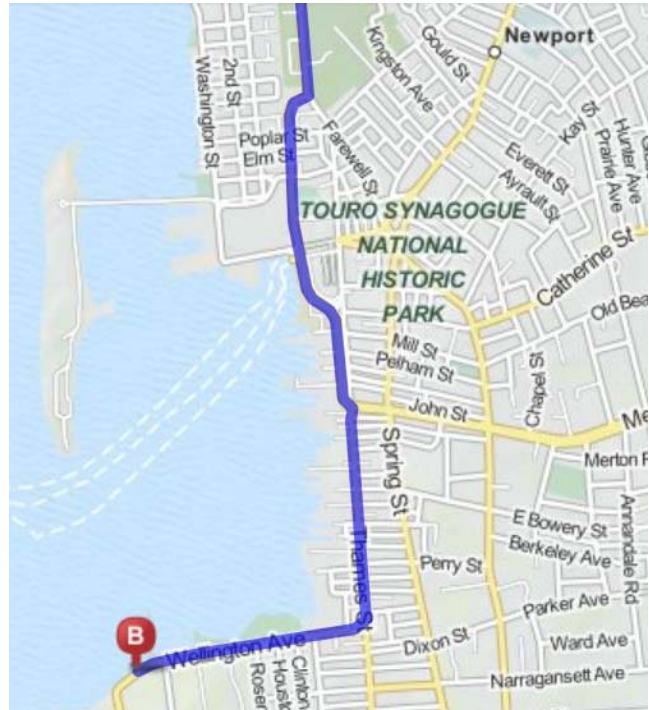 Newport
Gould St
Kingston Ave
2nd St
Washington St
Kay St
Hunter Ave
Prairie Ave
Poplar St
Elm St
Farewell St
Everett St
Ayrault St
TOURO SYNAGOGUE
NATIONAL
HISTORIC
PARK
Catherine St
Old Bea
Mill St
Pelham St
Chapel St
John St
Me
Spring St
Merton R
Annandale Rd
E Bowery St
Berkeley Ave
Thames St
Perry St
Parker Ave
B
Wellington Ave
Dixon St
Ward Ave
Clinton
Houst
Roser
Narragansett Ave